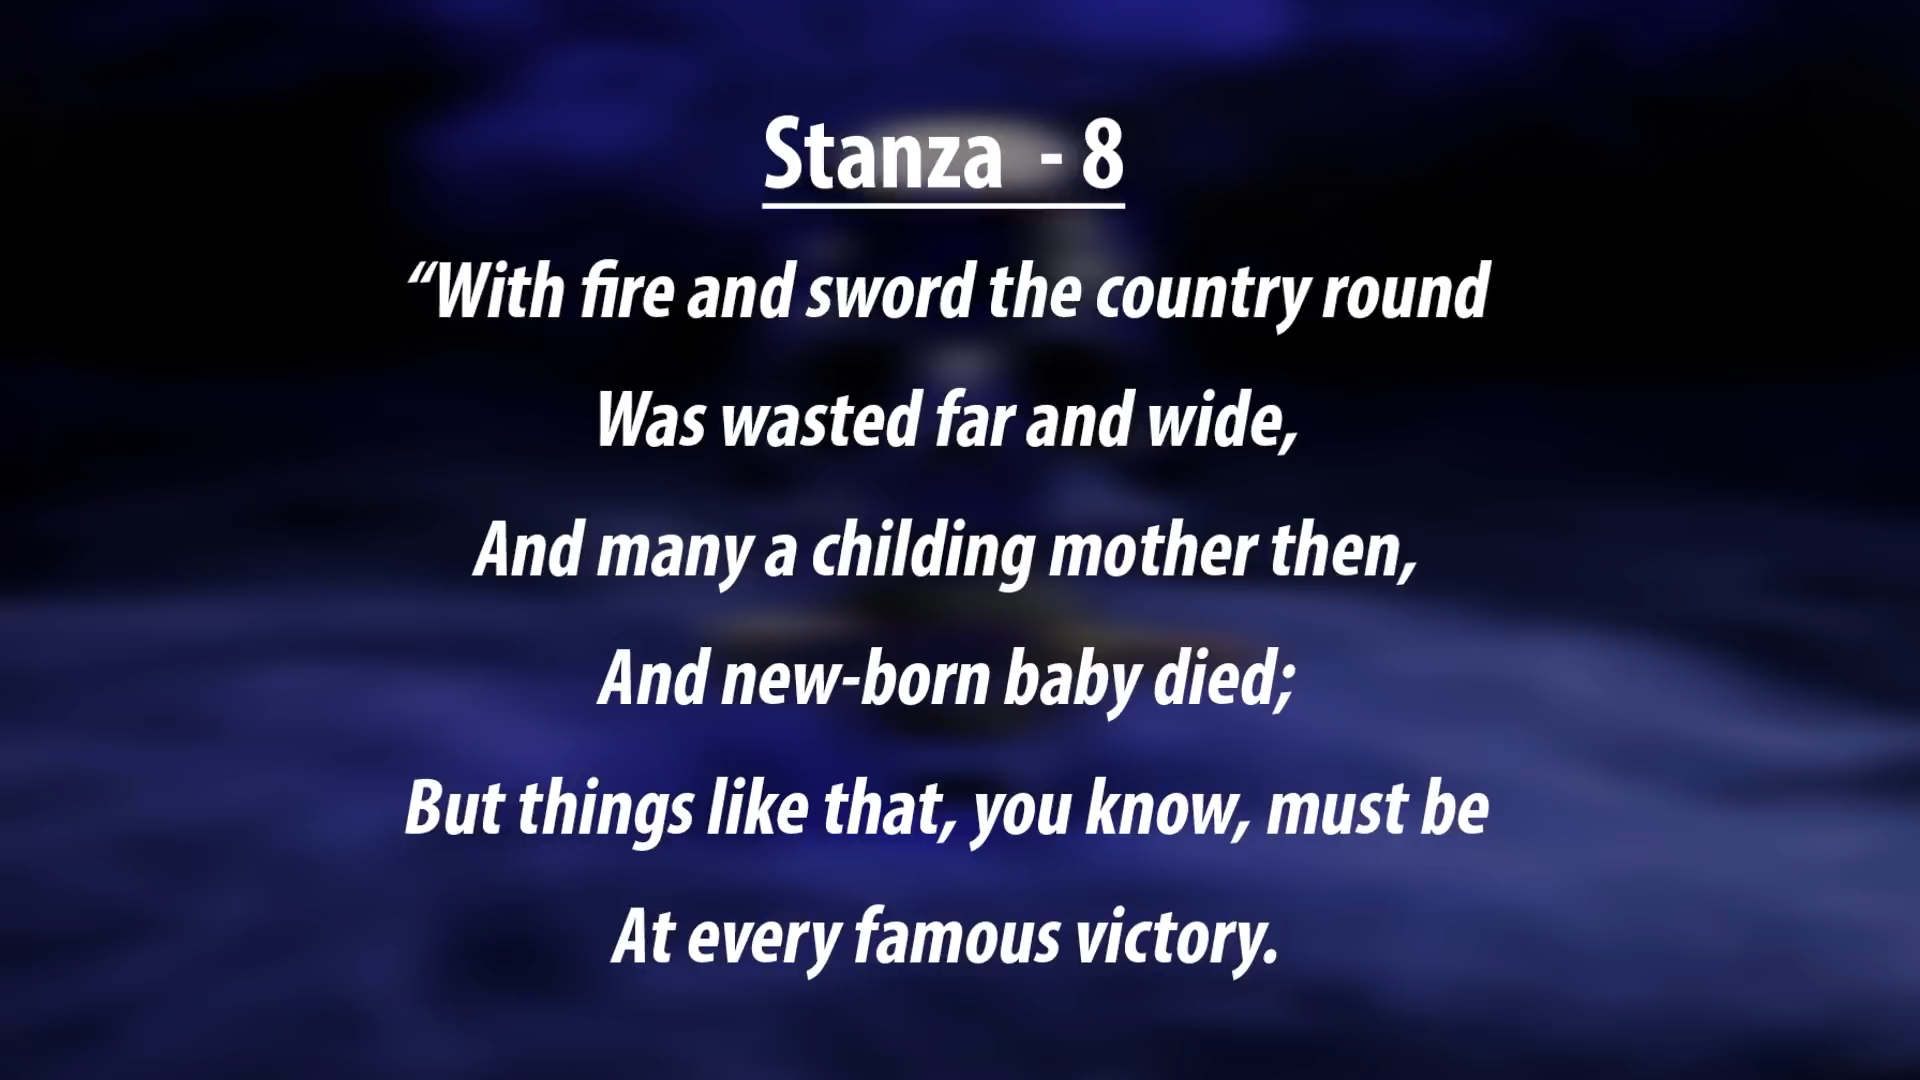 Stanza - 8
“With fire and sword the country round
Was wasted far and wide,
And many a childing mother then,
And new-born baby died;
But things like that, you know, must be
At every famous victory.